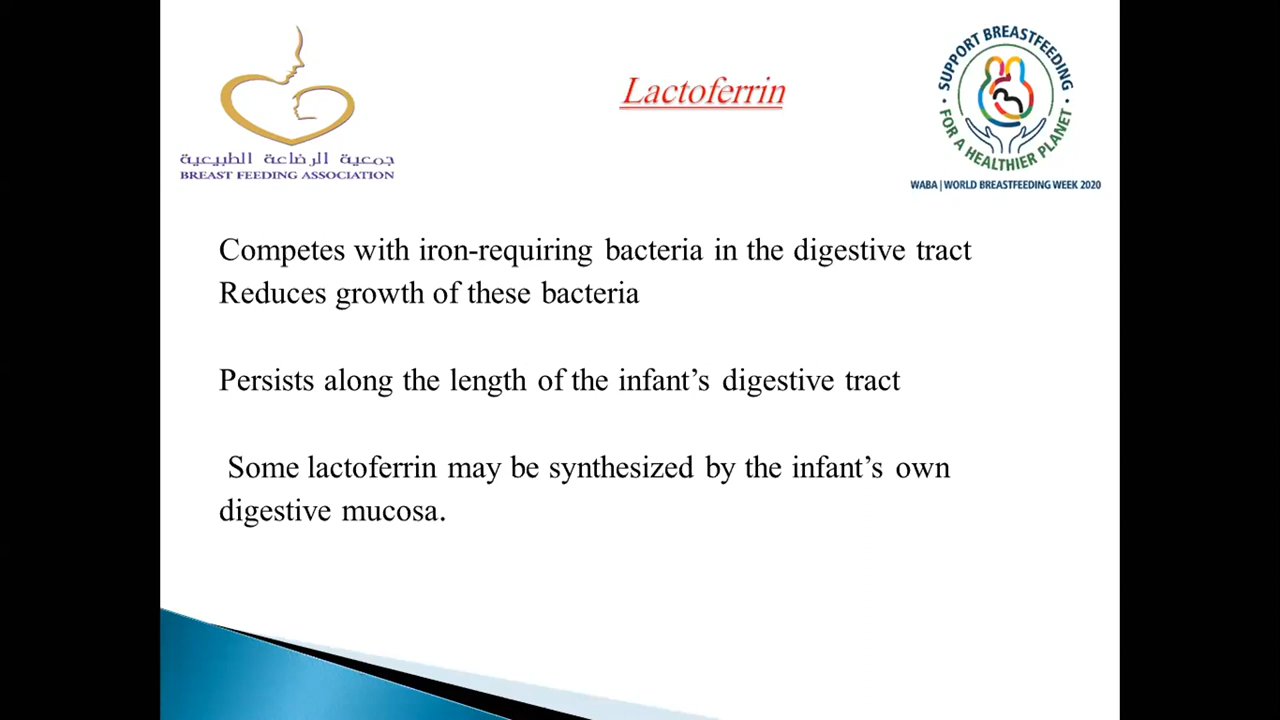 جمعية الرضاعة الطبيعية
BREAST FEEDING ASSOCIATION
Lactoferrin
· SUPPORT BREASTFEEDING ·
FOR A HEALTHIER PLANET
WABA | WORLD BREASTFEEDING WEEK 2020
Competes with iron-requiring bacteria in the digestive tract
Reduces growth of these bacteria
Persists along the length of the infant’s digestive tract
Some lactoferrin may be synthesized by the infant’s own
digestive mucosa.